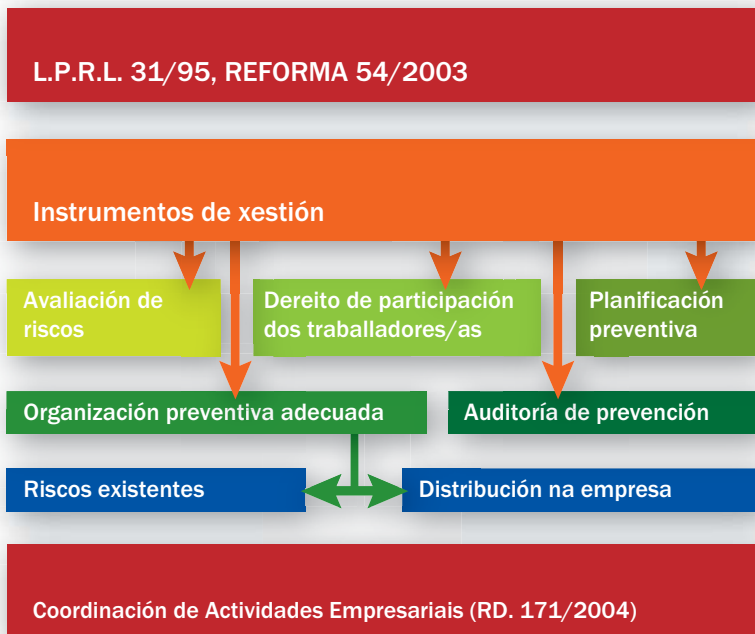 L.P.R.L. 31/95, REFORMA 54/2003
Instrumentos de xestión
Avaliación de
riscos
Dereito de participación
dos traballadores/as
Planificación
preventiva
Organización preventiva adecuada
Auditoría de prevención
Riscos existentes
Distribución na empresa
Coordinación de Actividades Empresariais (RD. 171/2004)